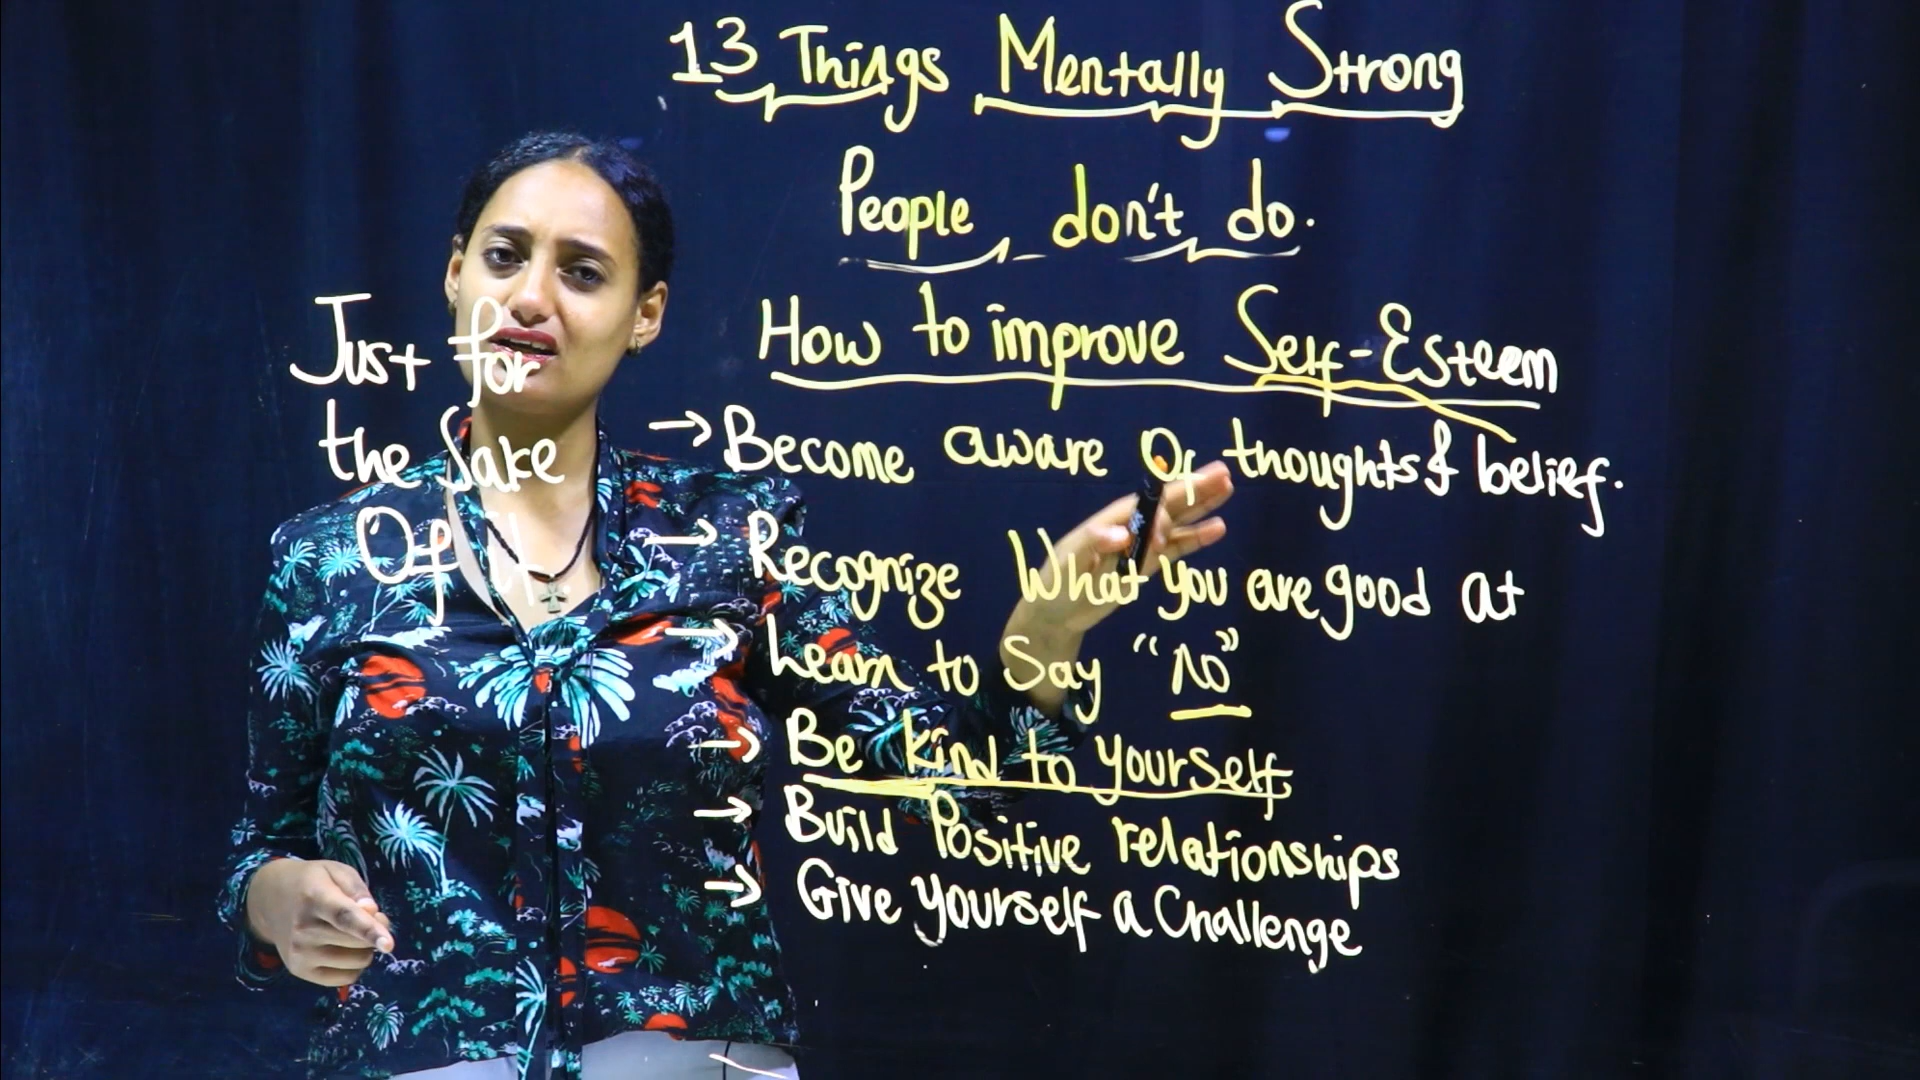 13 Things Mentally Strong
People don't do.
How to improve Self-Esteem
Just for
the Sake
Of it.
→ Become aware Of thoughts & belief.
→ Recognize What you are good at
→ Learn to Say "No"
→ Be kind to yourself
→ Build Positive relationships
→ Give yourself a Challenge